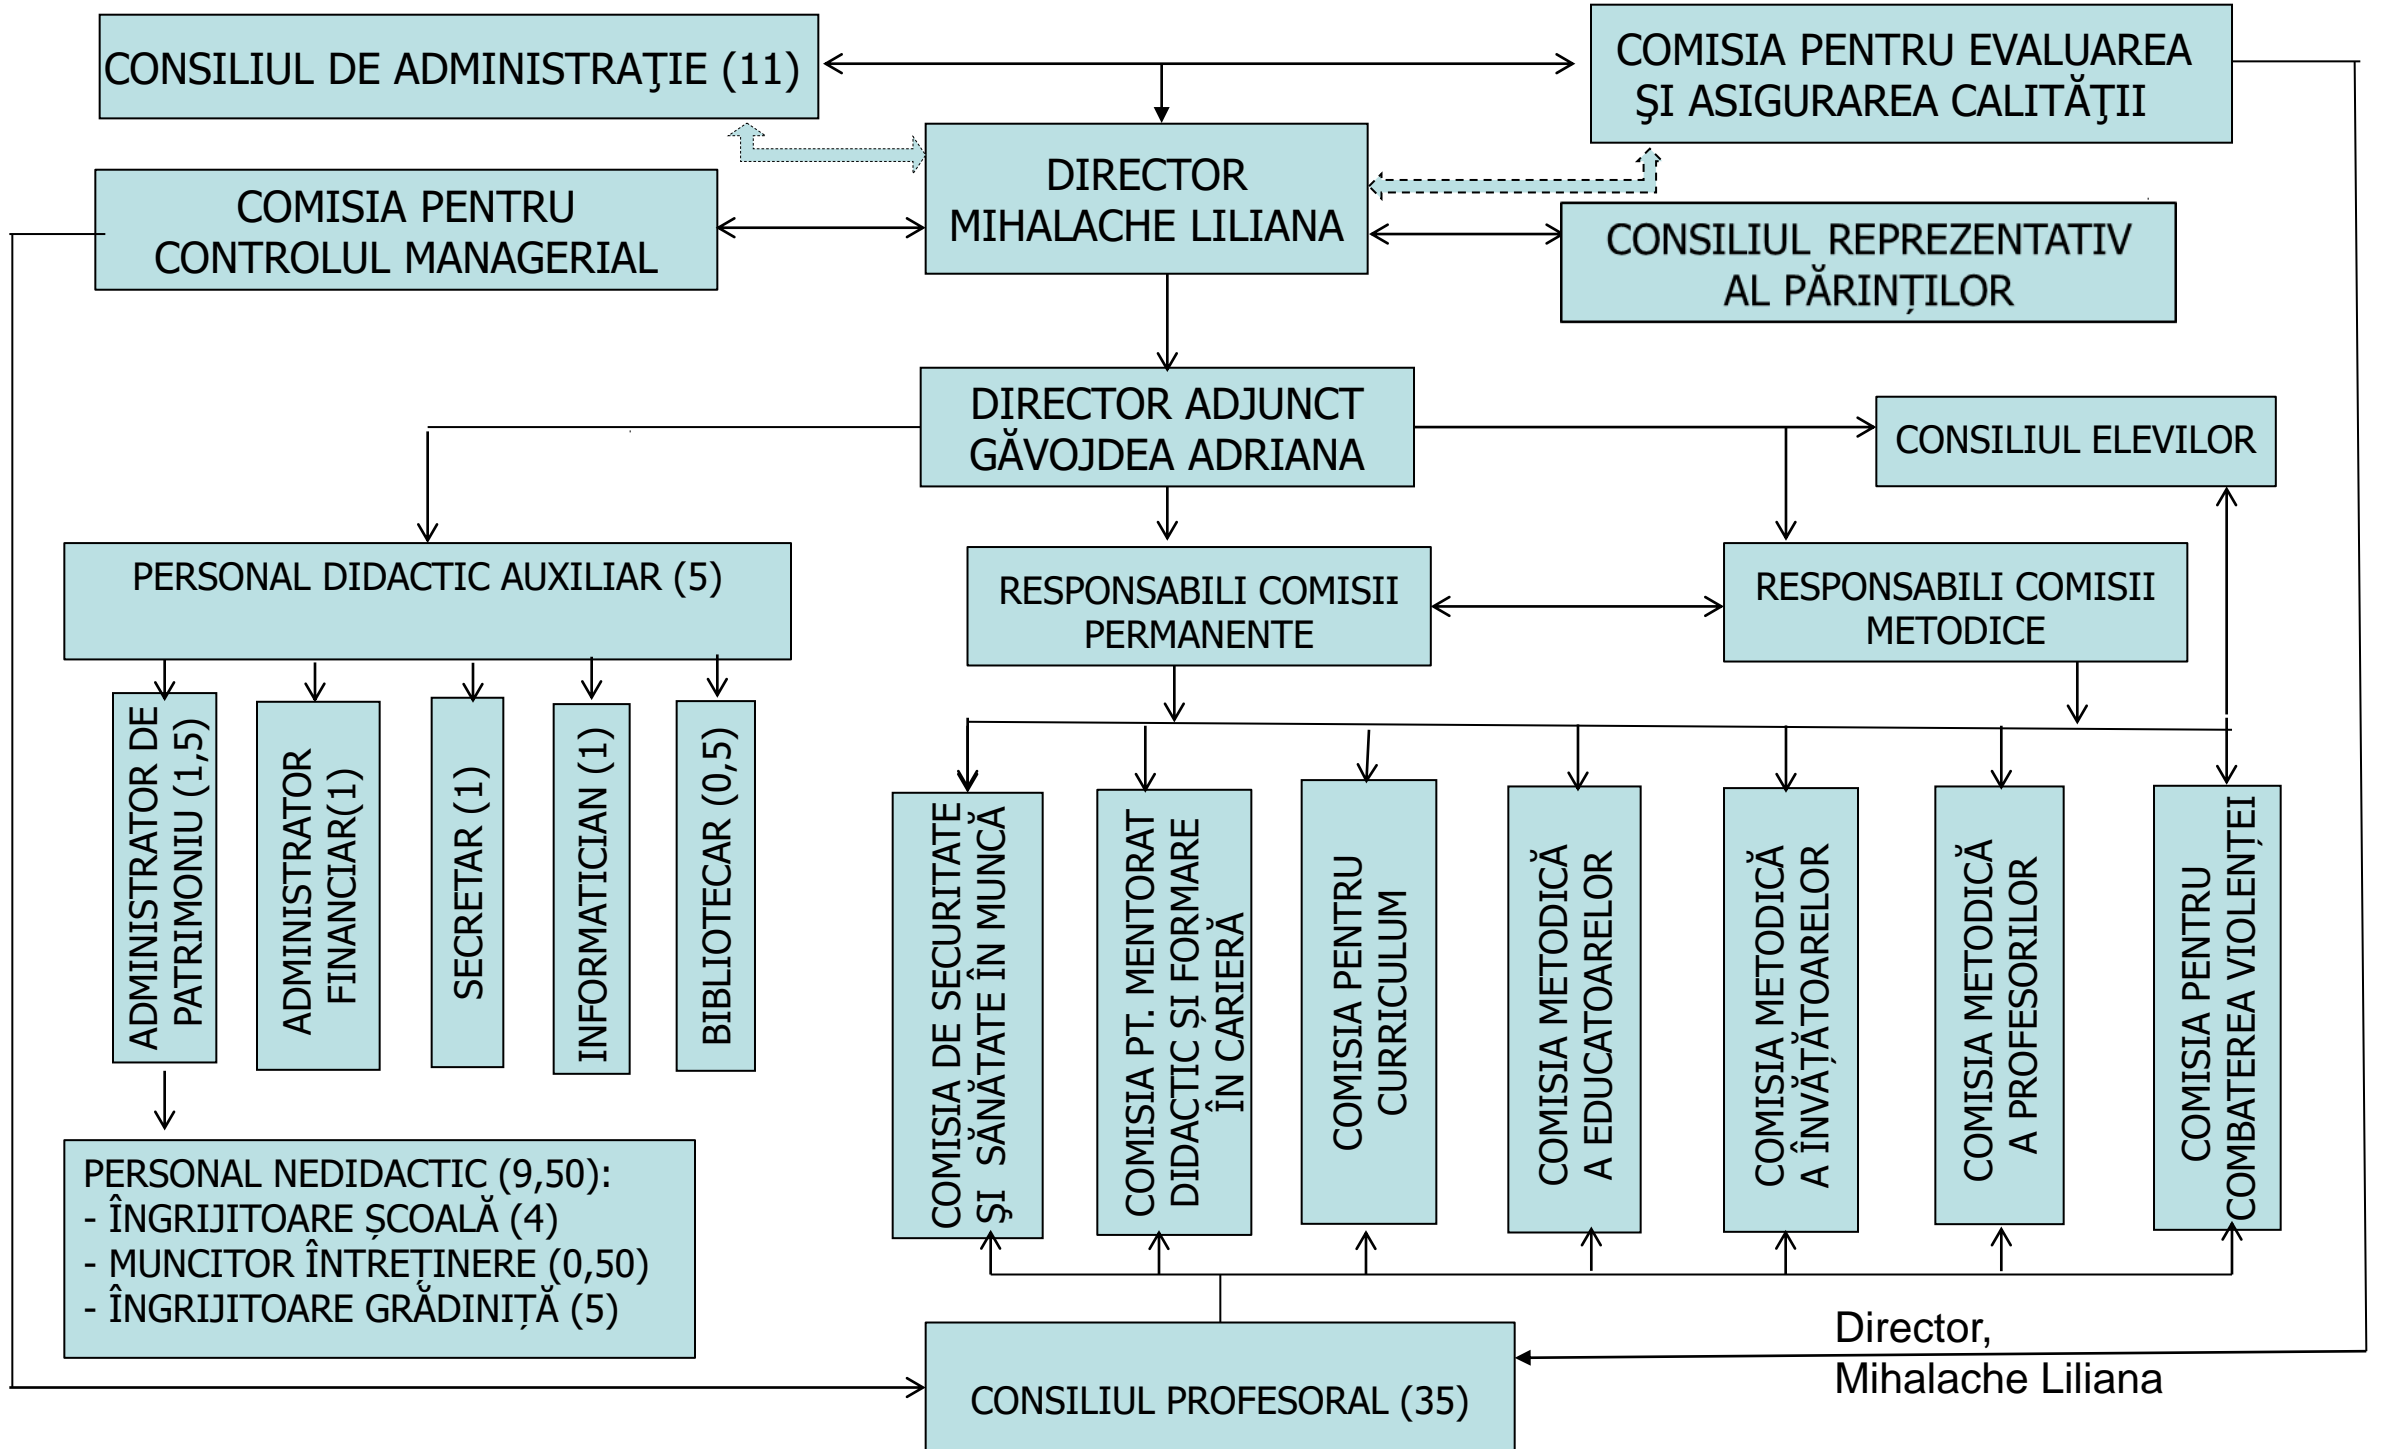 CONSILIUL DE ADMINISTRAŢIE (11)
COMISIA PENTRU EVALUAREA
ŞI ASIGURAREA CALITĂŢII
DIRECTOR
MIHALACHE LILIANA
COMISIA PENTRU
CONTROLUL MANAGERIAL
CONSILIUL REPREZENTATIV
AL PĂRINȚILOR
DIRECTOR ADJUNCT
GĂVOJDEA ADRIANA
CONSILIUL ELEVILOR
PERSONAL DIDACTIC AUXILIAR (5)
RESPONSABILI COMISII
PERMANENTE
RESPONSABILI COMISII
METODICE
ADMINISTRATOR DE
PATRIMONIU (1,5)
ADMINISTRATOR
FINANCIAR(1)
SECRETAR (1)
INFORMATICIAN (1)
BIBLIOTECAR (0,5)
COMISIA DE SECURITATE
ŞI SĂNĂTATE ÎN MUNCĂ
COMISIA PT. MENTORAT
DIDACTIC ȘI FORMARE
ÎN CARIERĂ
COMISIA PENTRU
CURRICULUM
COMISIA METODICĂ
A EDUCATOARELOR
COMISIA METODICĂ
A ÎNVĂȚĂTOARELOR
COMISIA METODICĂ
A PROFESORILOR
COMISIA PENTRU
COMBATEREA VIOLENȚEI
PERSONAL NEDIDACTIC (9,50):
- ÎNGRIJITOARE ȘCOALĂ (4)
- MUNCITOR ÎNTREȚINERE (0,50)
- ÎNGRIJITOARE GRĂDINIȚĂ (5)
Director,
Mihalache Liliana
CONSILIUL PROFESORAL (35)